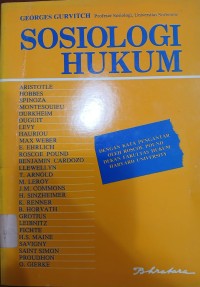 GEORGES GURVITCH Profesor Sosiologi, Universitas Sorbonne
SOSIOLOGI
HUKUM
ARISTOTLE
HOBBES
SPINOZA
MONTESQUIEU
DURKHEIM
DUGUIT
LEVY
HAURIOU
MAX WEBER
E. EHRLICH
ROSCOE POUND
BENJAMIN CARDOZO
LLEWELLYN
T. ARNOLD
M. LEROY
J.M. COMMONS
H. SINZHEIMER
K. RENNER
B. HORVATH
GROTIUS
LEIBNITZ
FICHTE
H.S. MAINE
SAVIGNY
SAINT SIMON
PROUDHON
O. GIERKE
DENGAN KATA PENGANTAR
OLEH ROSCOE POUND
DEKAN FAKULTAS HUKUM
HARVARD UNIVERSITY
Bhratara